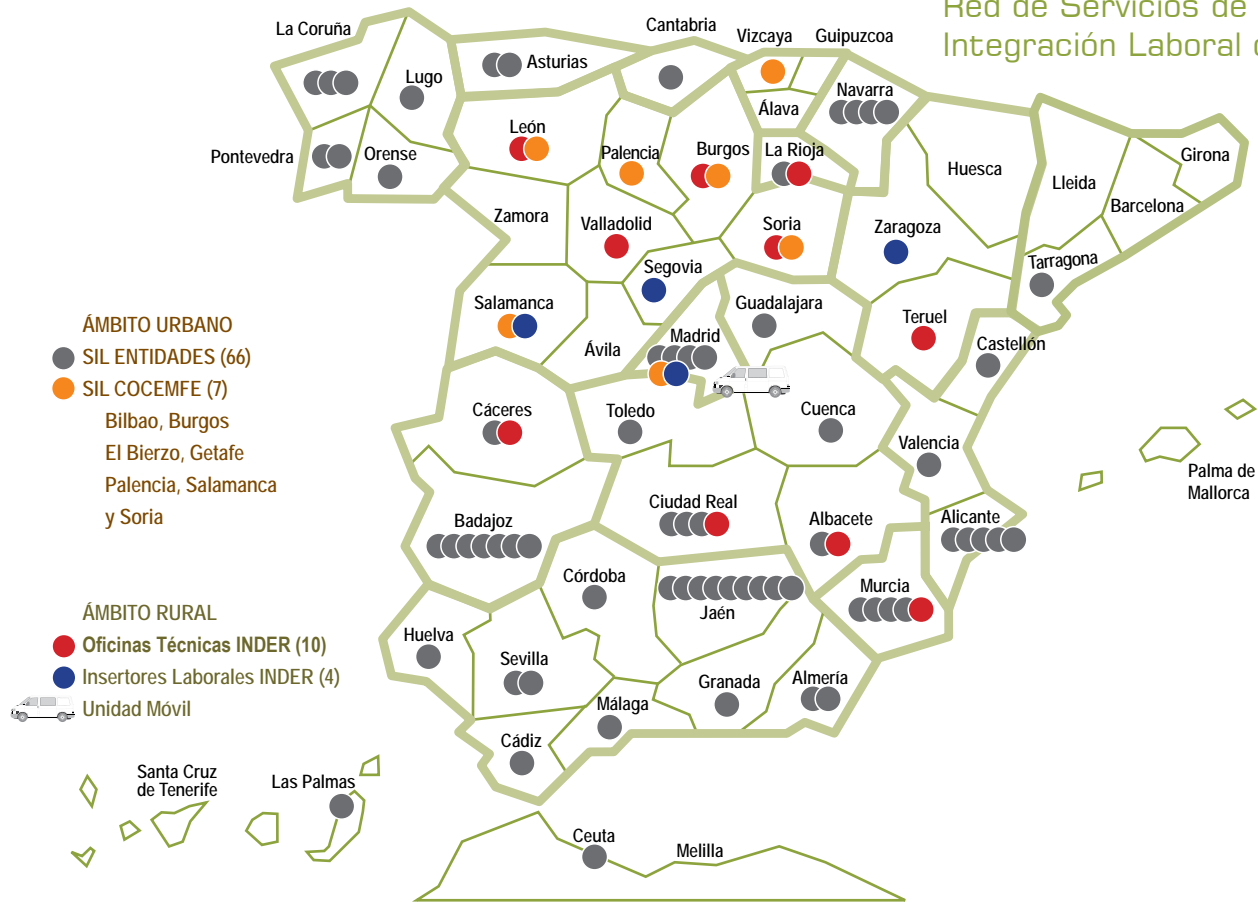 Red de Servicios de
Integración Laboral
La Coruña
Cantabria
Vizcaya
Guipuzcoa
Lugo
Asturias
Navarra
Álava
León
Palencia
Burgos
La Rioja
Pontevedra
Orense
Huesca
Girona
Lleida
Barcelona
Zamora
Valladolid
Soria
Zaragoza
Tarragona
Segovia
Salamanca
Guadalajara
Teruel
Ávila
Madrid
Castellón
Cáceres
Toledo
Cuenca
Valencia
Palma de
Mallorca
Badajoz
Ciudad Real
Albacete
Alicante
Córdoba
Jaén
Murcia
Huelva
Sevilla
Granada
Almería
Málaga
Cádiz
Santa Cruz
de Tenerife
Las Palmas
Ceuta
Melilla
ÁMBITO URBANO
SIL ENTIDADES (66)
SIL COCEMFE (7)
Bilbao, Burgos
El Bierzo, Getafe
Palencia, Salamanca
y Soria
ÁMBITO RURAL
Oficinas Técnicas INDER (10)
Insertores Laborales INDER (4)
Unidad Móvil